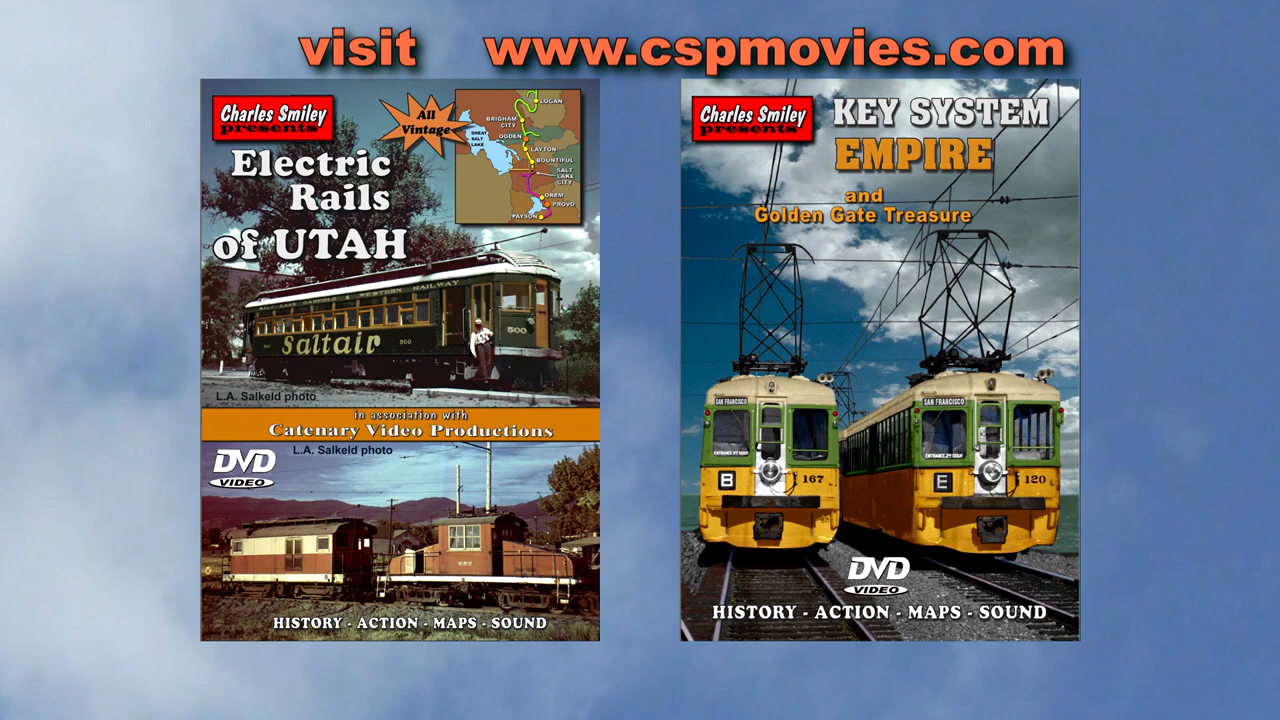 visit www.cspmovies.com
Charles Smiley
presents
All
Vintage
Electric
Rails
of UTAH
LOGAN
BRIGHAM
CITY
GREAT
SALT
LAKE
OGDEN
LAYTON
BOUNTIFUL
SALT
LAKE
CITY
OREM
PROVO
PAYSON
SALT LAKE GARFIELD & WESTERN RAILWAY
Saltair
500
500
L.A. Salkeld photo
in association with
Catenary Video Productions
L.A. Salkeld photo
DVD
VIDEO
HISTORY - ACTION - MAPS - SOUND
Charles Smiley
presents
KEY SYSTEM
EMPIRE
and
Golden Gate Treasure
SAN FRANCISCO
SAN FRANCISCO
B
167
E
120
DVD
VIDEO
HISTORY - ACTION - MAPS - SOUND